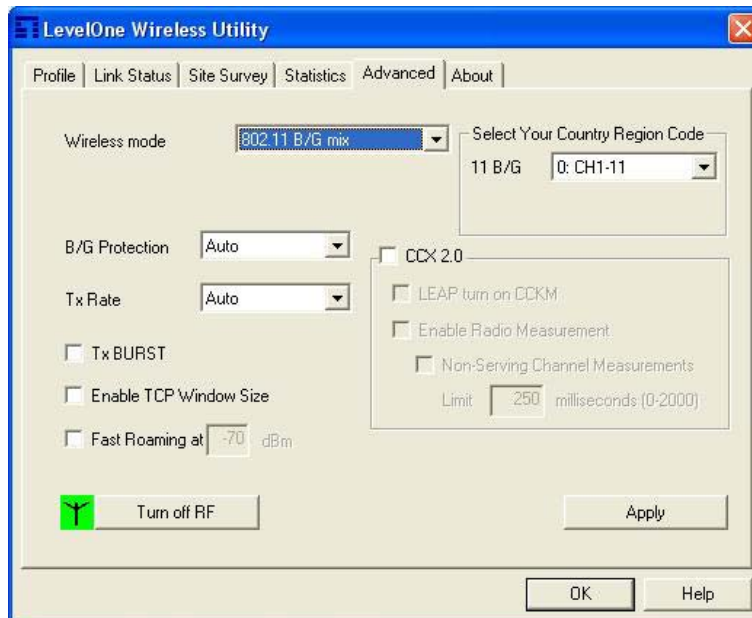 LevelOne Wireless Utility
Profile Link Status Site Survey Statistics Advanced About
Wireless mode 802.11 B/G mix
Select Your Country Region Code
11 B/G 0: CH1-11
B/G Protection Auto
Tx Rate Auto
Tx BURST
Enable TCP Window Size
Fast Roaming at -70 dBm
CCX 2.0
LEAP turn on CCKM
Enable Radio Measurement
Non-Serving Channel Measurements
Limit 250 milliseconds (0-2000)
Turn off RF
Apply
OK Help